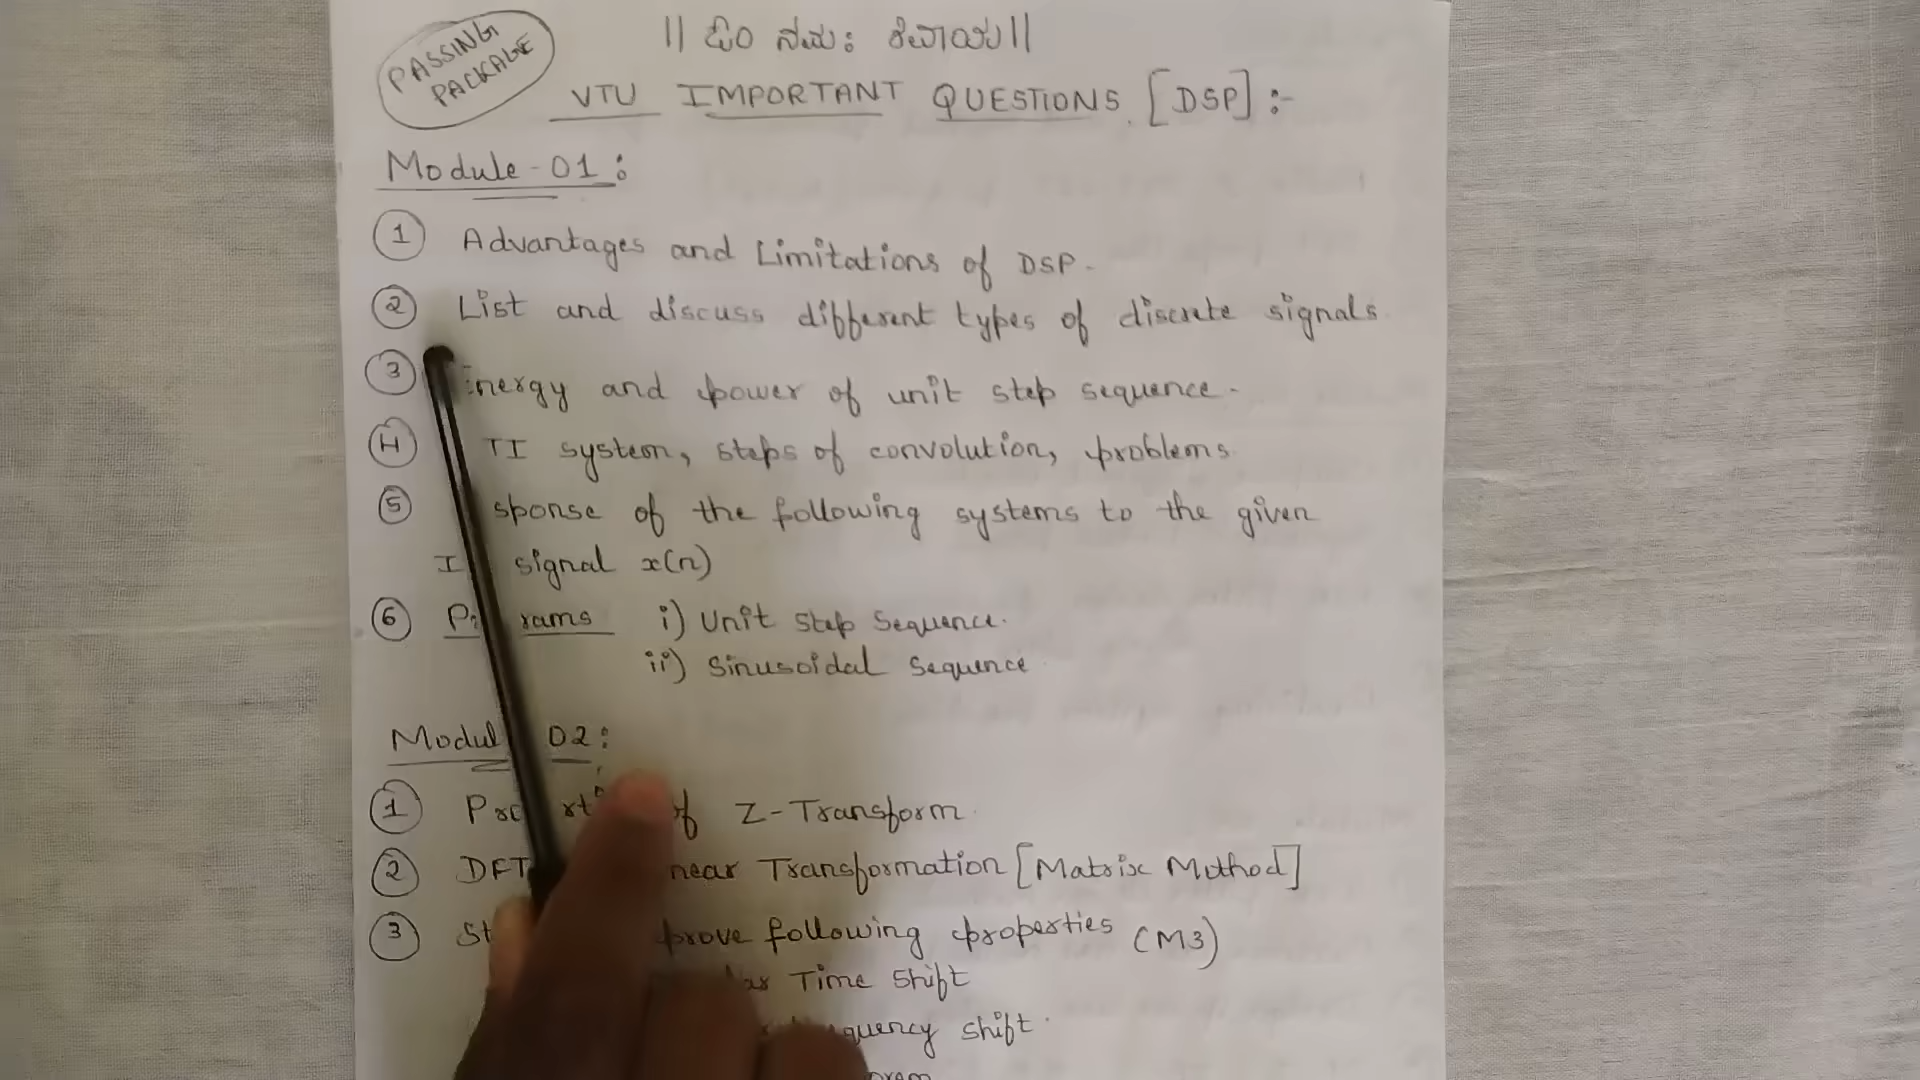 PASSING
PACKAGE
|| ಓಂ ನಮಃ ಶಿವಾಯ ||
VTU IMPORTANT QUESTIONS [DSP] :-
Module-01 :
① Advantages and Limitations of DSP.
② List and discuss different types of discrete signals
③ Energy and power of unit step sequence.
④ TI system, steps of convolution, problems
⑤ sponse of the following systems to the given
I signal x(n)
⑥ rams i) Unit Step Sequence.
ii) Sinusoidal Sequence
Modul 02 :
① of Z-Transform
② DFT near Transformation [Matrix Method]
③ St prove following properties (M3)
Time Shift
quency shift.